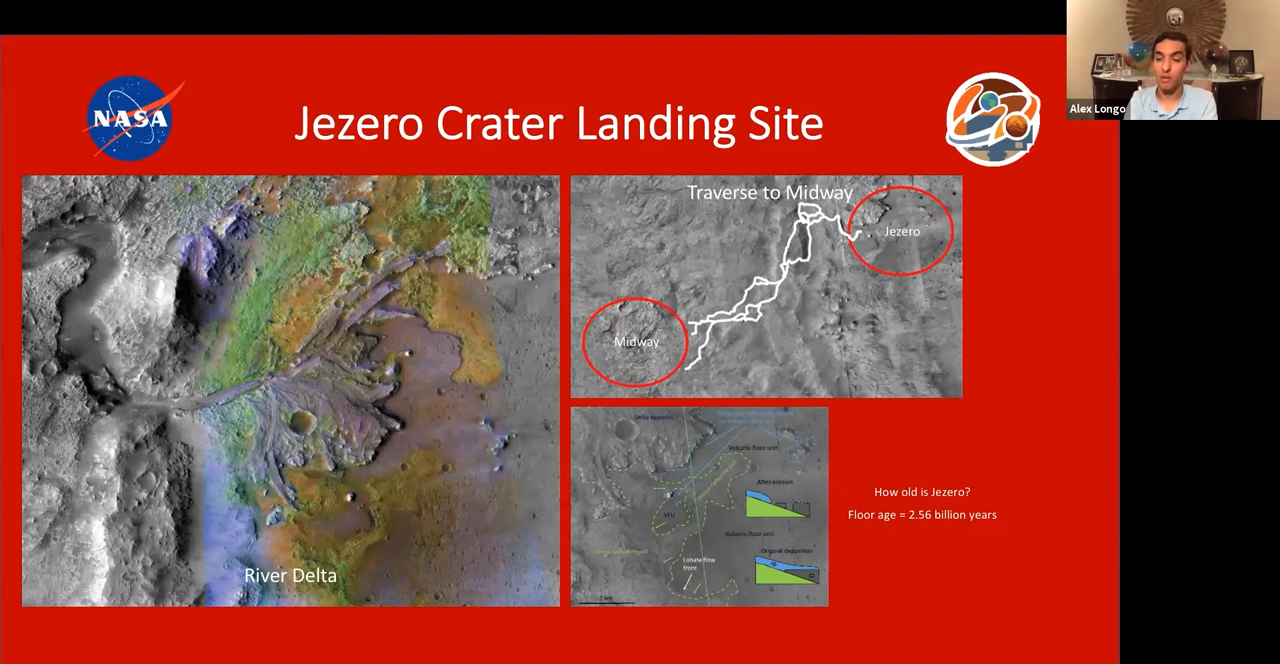 Alex Longo
NASA
Jezero Crater Landing Site
River Delta
Traverse to Midway
Jezero
Midway
Delta deposits
Volcanic floor unit
After erosion
VFU
Volcanic floor unit
Original deposition
Lobate flow
front
2 km
How old is Jezero?
Floor age = 2.56 billion years